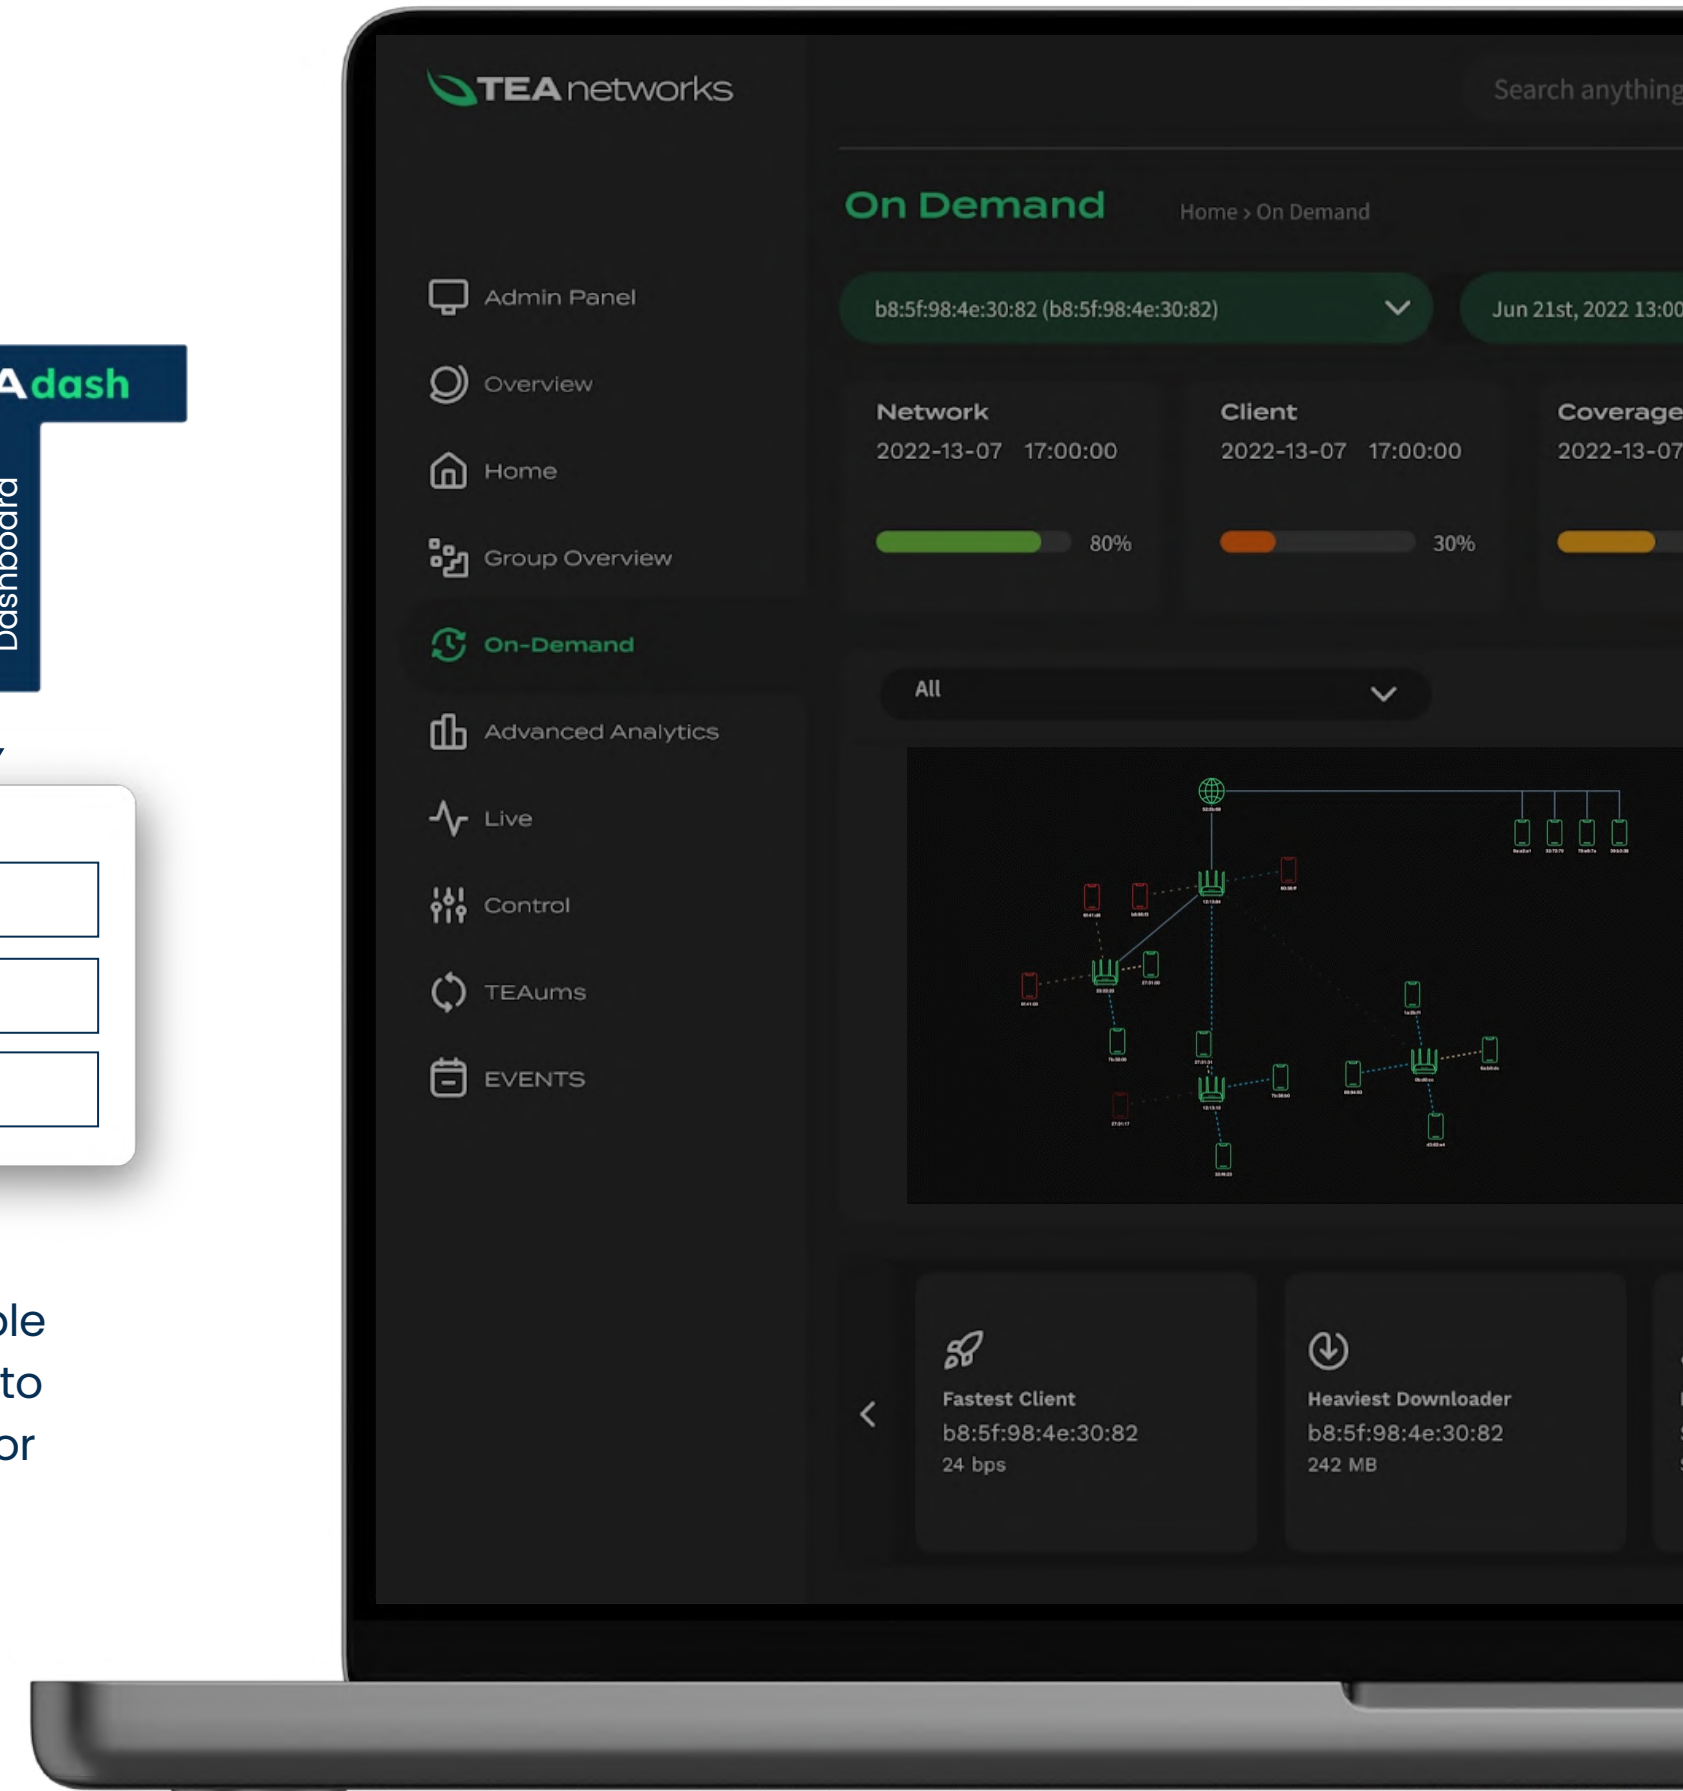 TEA networks
Search anything
On Demand
Home > On Demand
Admin Panel
b8:5f:98:4e:30:82 (b8:5f:98:4e:30:82)
Jun 21st, 2022 13:00
Adash
Dashboard
Overview
Network
2022-13-07 17:00:00
80%
Client
2022-13-07 17:00:00
30%
Coverage
2022-13-07
Home
Group Overview
On-Demand
All
Advanced Analytics
Live
Control
TEAums
EVENTS
to
or
Fastest Client
b8:5f:98:4e:30:82
24 bps
Heaviest Downloader
b8:5f:98:4e:30:82
242 MB